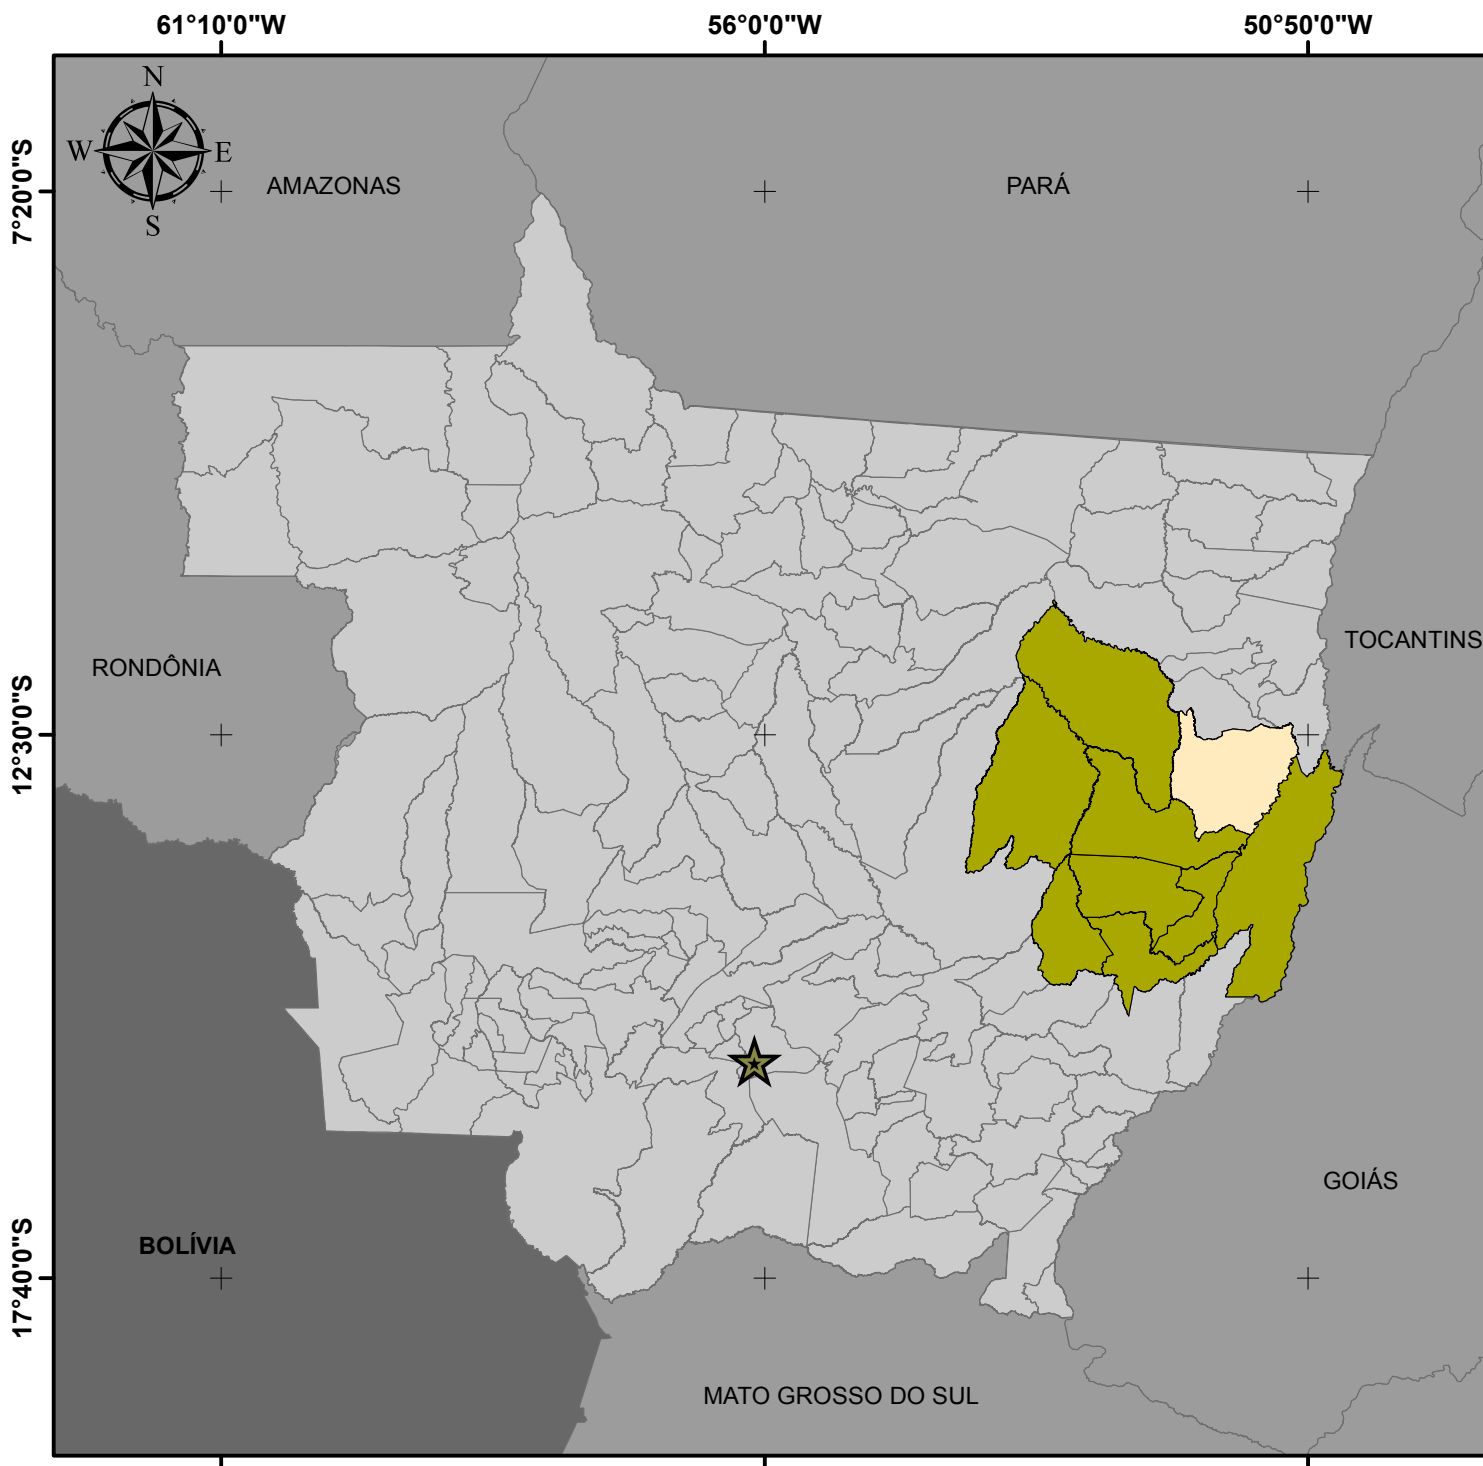 61°10'0"W 56°0'0"W 50°50'0"W
N
W E
S
7°20'0"S
AMAZONAS PARÁ
RONDÔNIA TOCANTINS
12°30'0"S
GOIÁS
BOLÍVIA
17°40'0"S
MATO GROSSO DO SUL